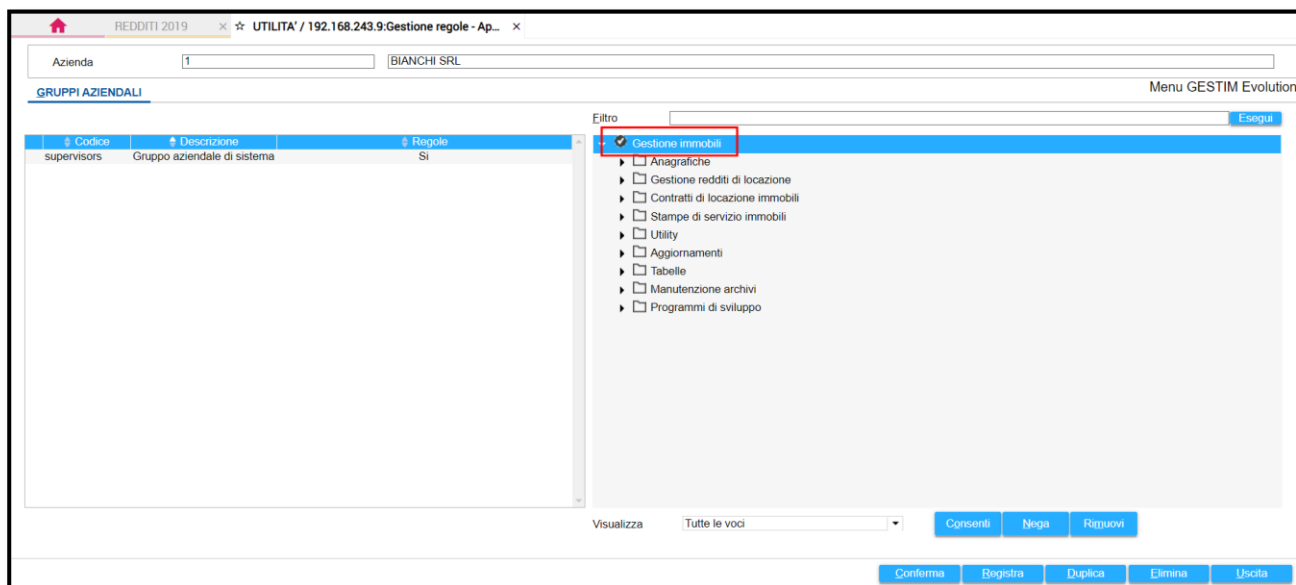 REDDITI 2019 × ☆ UTILITA' / 192.168.243.9:Gestione regole - Ap... ×
Azienda 1 BIANCHI SRL
GRUPPI AZIENDALI Menu GESTIM Evolution
Filtro Esegui
Codice Descrizione Regole
supervisors Gruppo aziendale di sistema Si
Gestione immobili
Anagrafiche
Gestione redditi di locazione
Contratti di locazione immobili
Stampe di servizio immobili
Utility
Aggiornamenti
Tabelle
Manutenzione archivi
Programmi di sviluppo
Visualizza Tutte le voci Consenti Nega Rimuovi
Conferma Registra Duplica Elimina Uscita